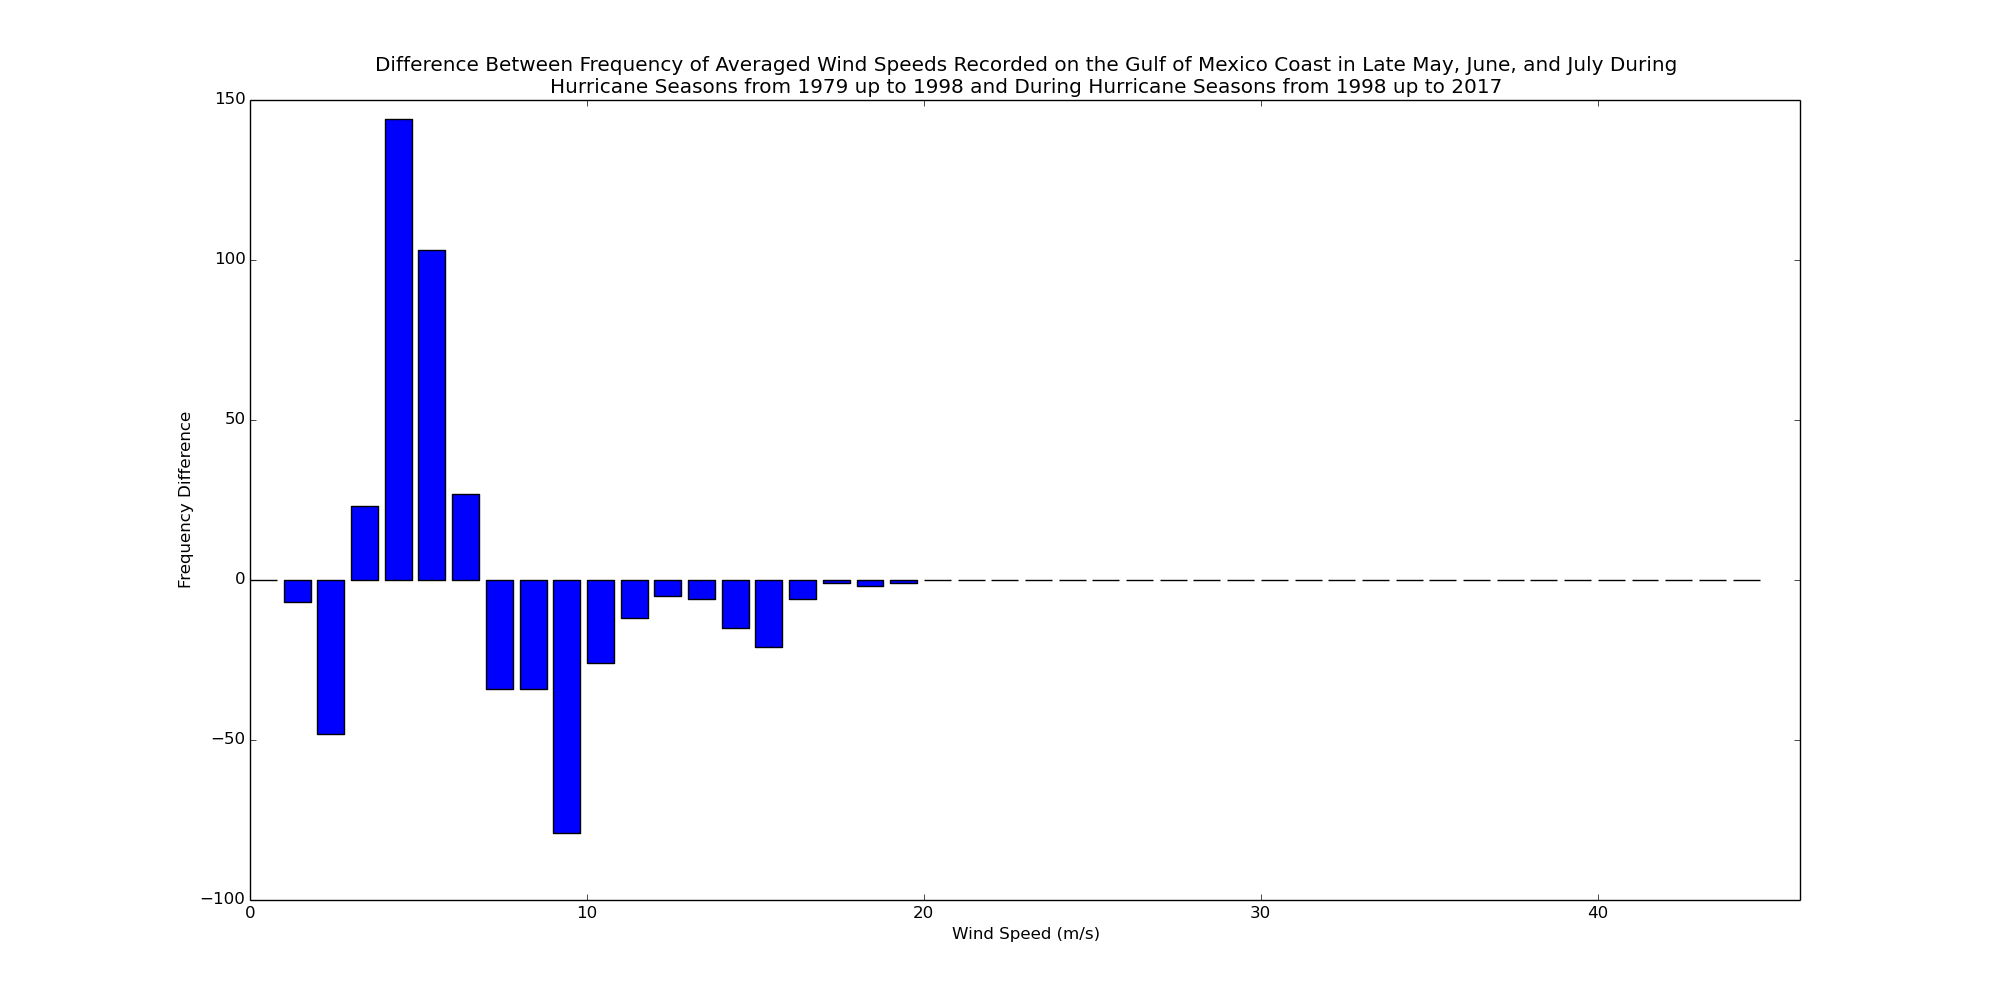 Difference Between Frequency of Averaged Wind Speeds Recorded on the Gulf of Mexico Coast in Late May, June, and July During
Hurricane Seasons from 1979 up to 1998 and During Hurricane Seasons from 1998 up to 2017
150
100
50
0
−50
−100
Frequency Difference
0 10 20 30 40
Wind Speed (m/s)